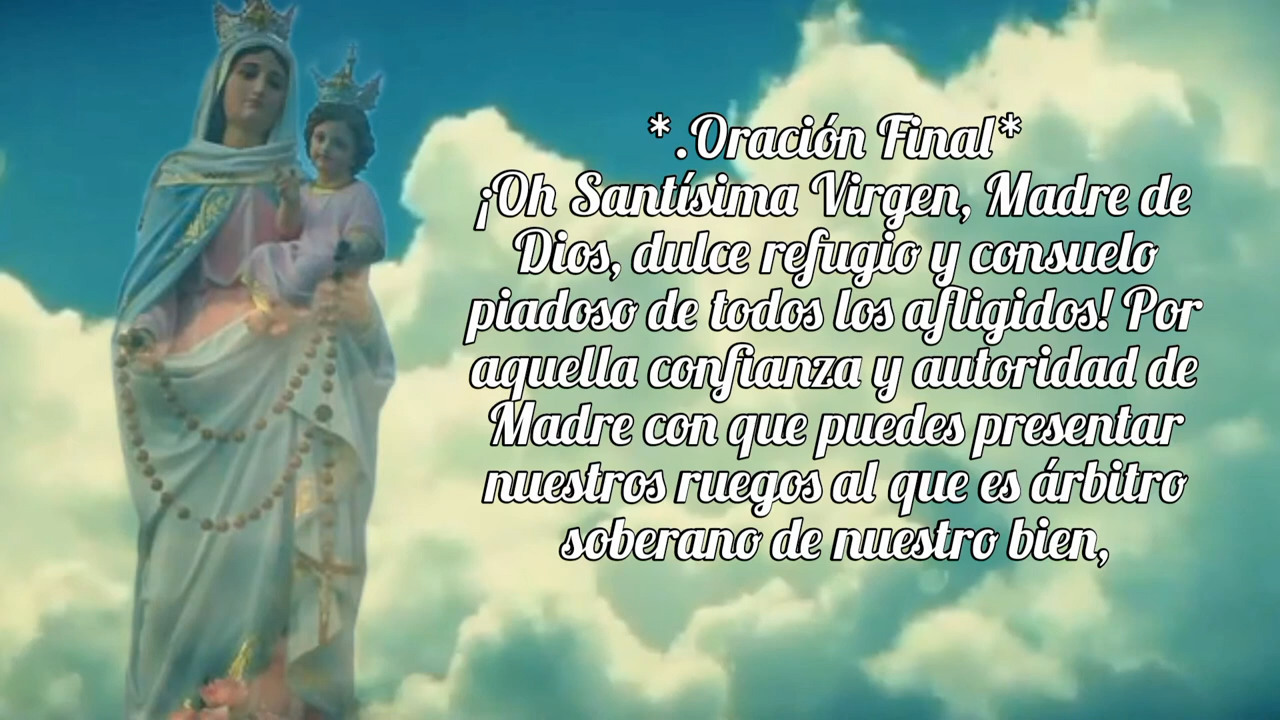 *.Oración Final*
¡Oh Santísima Virgen, Madre de
Dios, dulce refugio y consuelo
piadoso de todos los afligidos! Por
aquella confianza y autoridad de
Madre con que puedes presentar
nuestros ruegos al que es árbitro
soberano de nuestro bien,